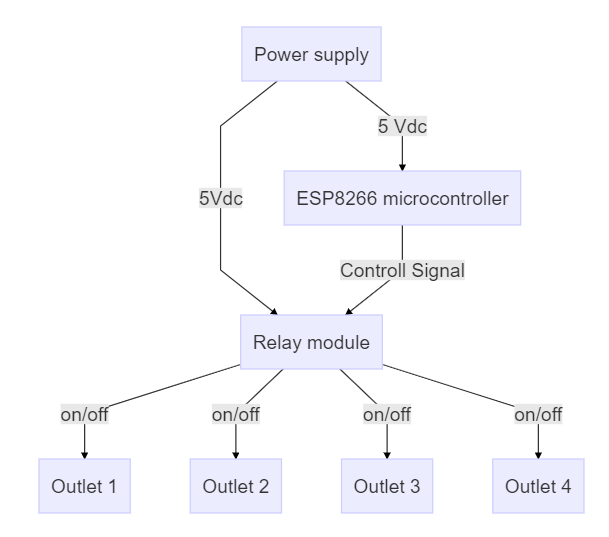 Power supply
5 Vdc
5Vdc
ESP8266 microcontroller
Controll Signal
Relay module
on/off
on/off
on/off
on/off
Outlet 1
Outlet 2
Outlet 3
Outlet 4